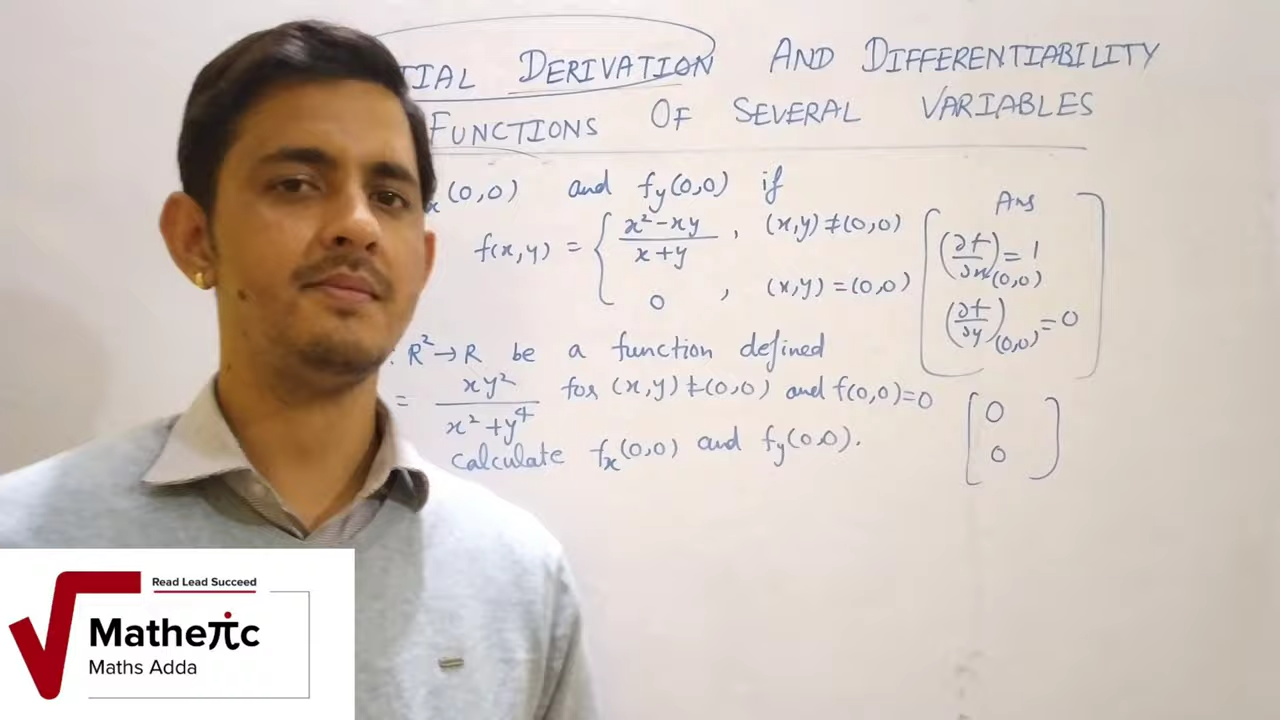 TIAL DERIVATION AND DIFFERENTIABILITY
FUNCTIONS OF SEVERAL VARIABLES
x(0,0) and fy(0,0) if
f(x,y) = { x²-xy / x+y , (x,y)≠(0,0)
0 , (x,y)=(0,0)
Ans
(∂f/∂x)(0,0) = 1
(∂f/∂y)(0,0) = 0
: R²→R be a function defined
= xy² / x²+y⁴ for (x,y)≠(0,0) and f(0,0)=0
calculate fx(0,0) and fy(0,0).
[0
0]
Read Lead Succeed
Matheπc
Maths Adda